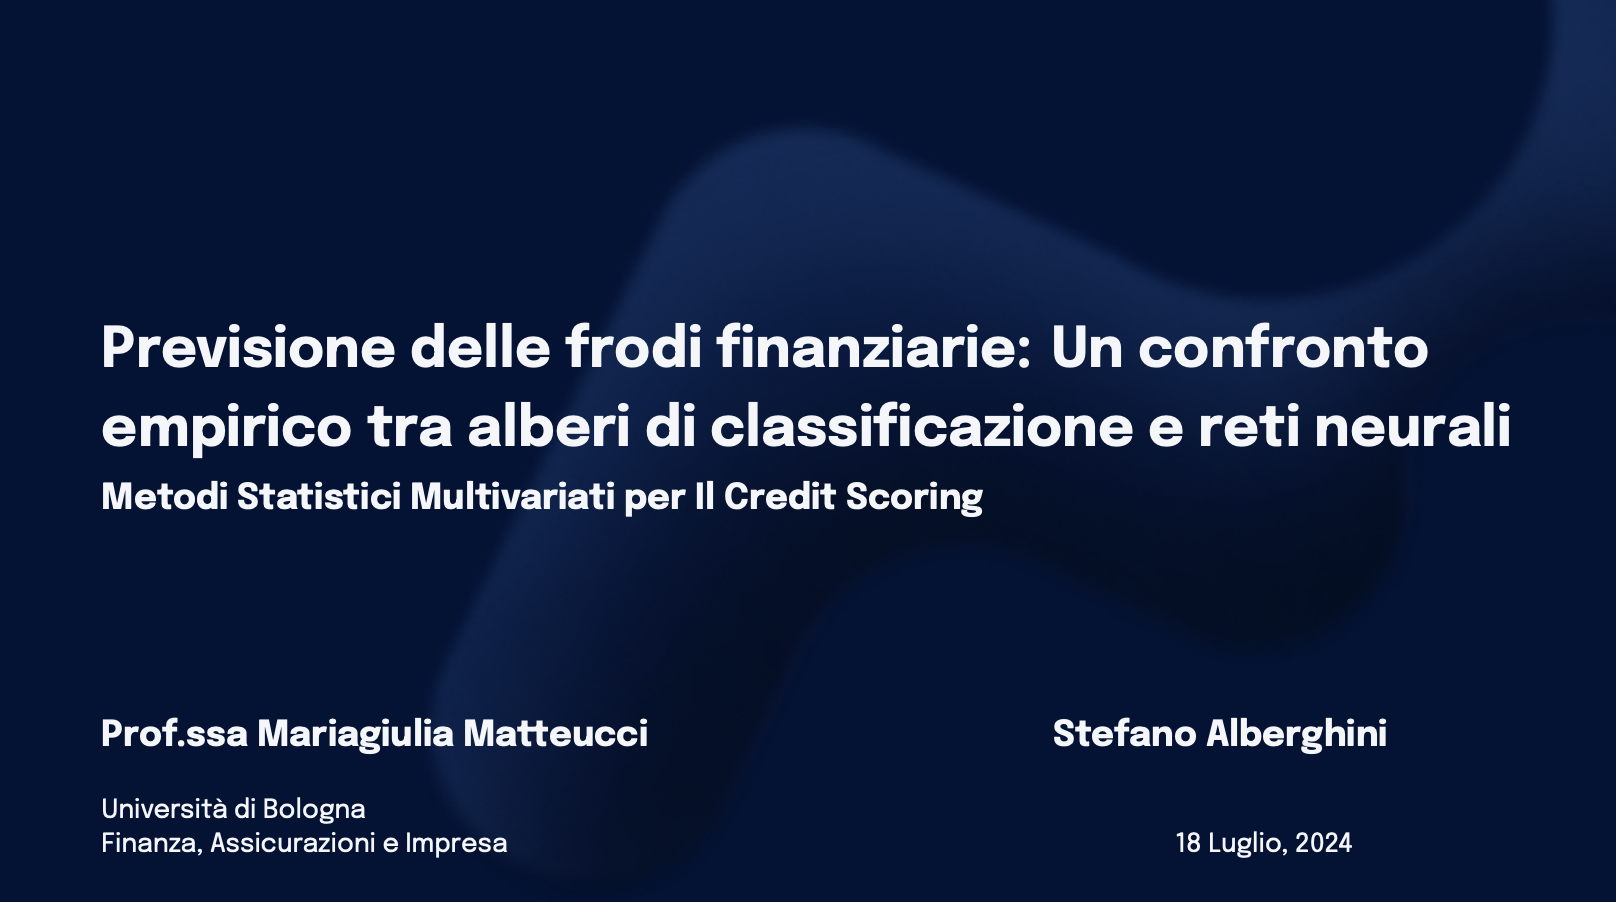 Previsione delle frodi finanziarie: Un confronto
empirico tra alberi di classificazione e reti neurali
Metodi Statistici Multivariati per Il Credit Scoring
Prof.ssa Mariagiulia Matteucci
Stefano Alberghini
Università di Bologna
Finanza, Assicurazioni e Impresa
18 Luglio, 2024